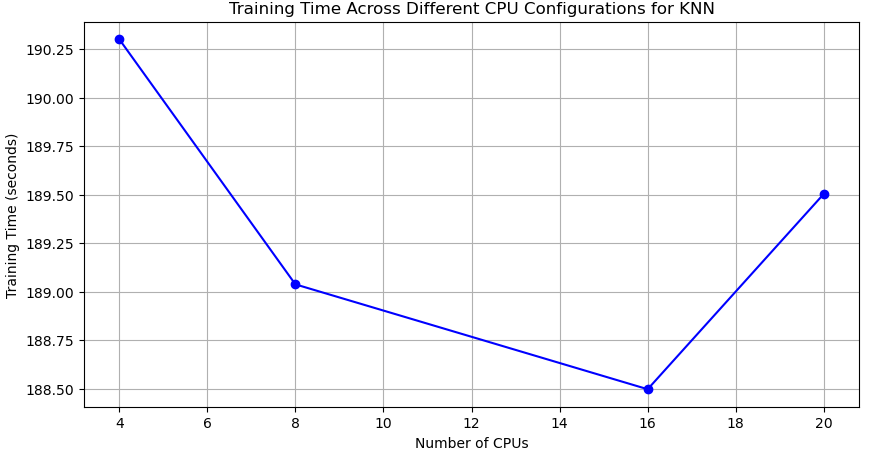 Training Time Across Different CPU Configurations for KNN
Training Time (seconds)
190.25
190.00
189.75
189.50
189.25
189.00
188.75
188.50
4 6 8 10 12 14 16 18 20
Number of CPUs